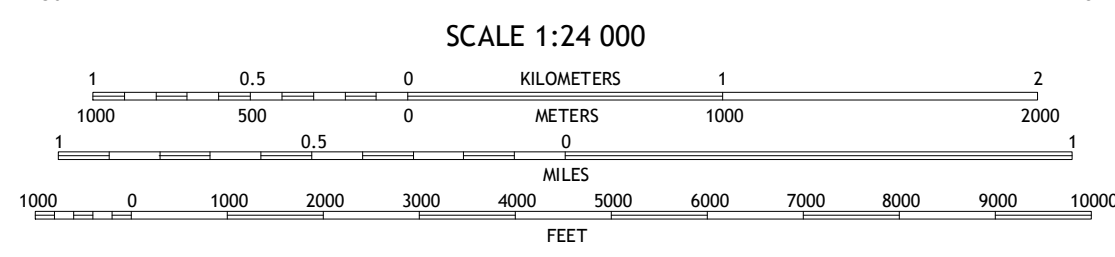 SCALE 1:24 000
1 0.5 0 KILOMETERS 1 2
1000 500 0 METERS 1000 2000
1 0.5 0 1
MILES
1000 0 1000 2000 3000 4000 5000 6000 7000 8000 9000 10000
FEET